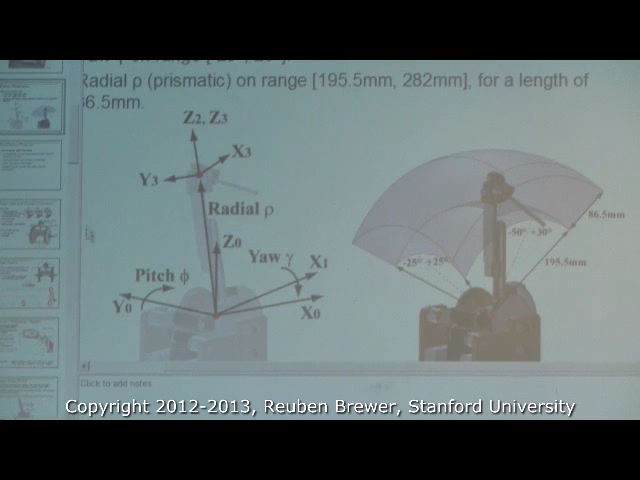 Radial ρ (prismatic) on range [195.5mm, 282mm], for a length of
86.5mm.
Z2, Z3
X3
Y3
Radial ρ
Z0
Yaw γ
X1
Pitch ϕ
Y0
X0
86.5mm
-50° +30°
-25° +25°
195.5mm
Click to add notes
Copyright 2012-2013, Reuben Brewer, Stanford University